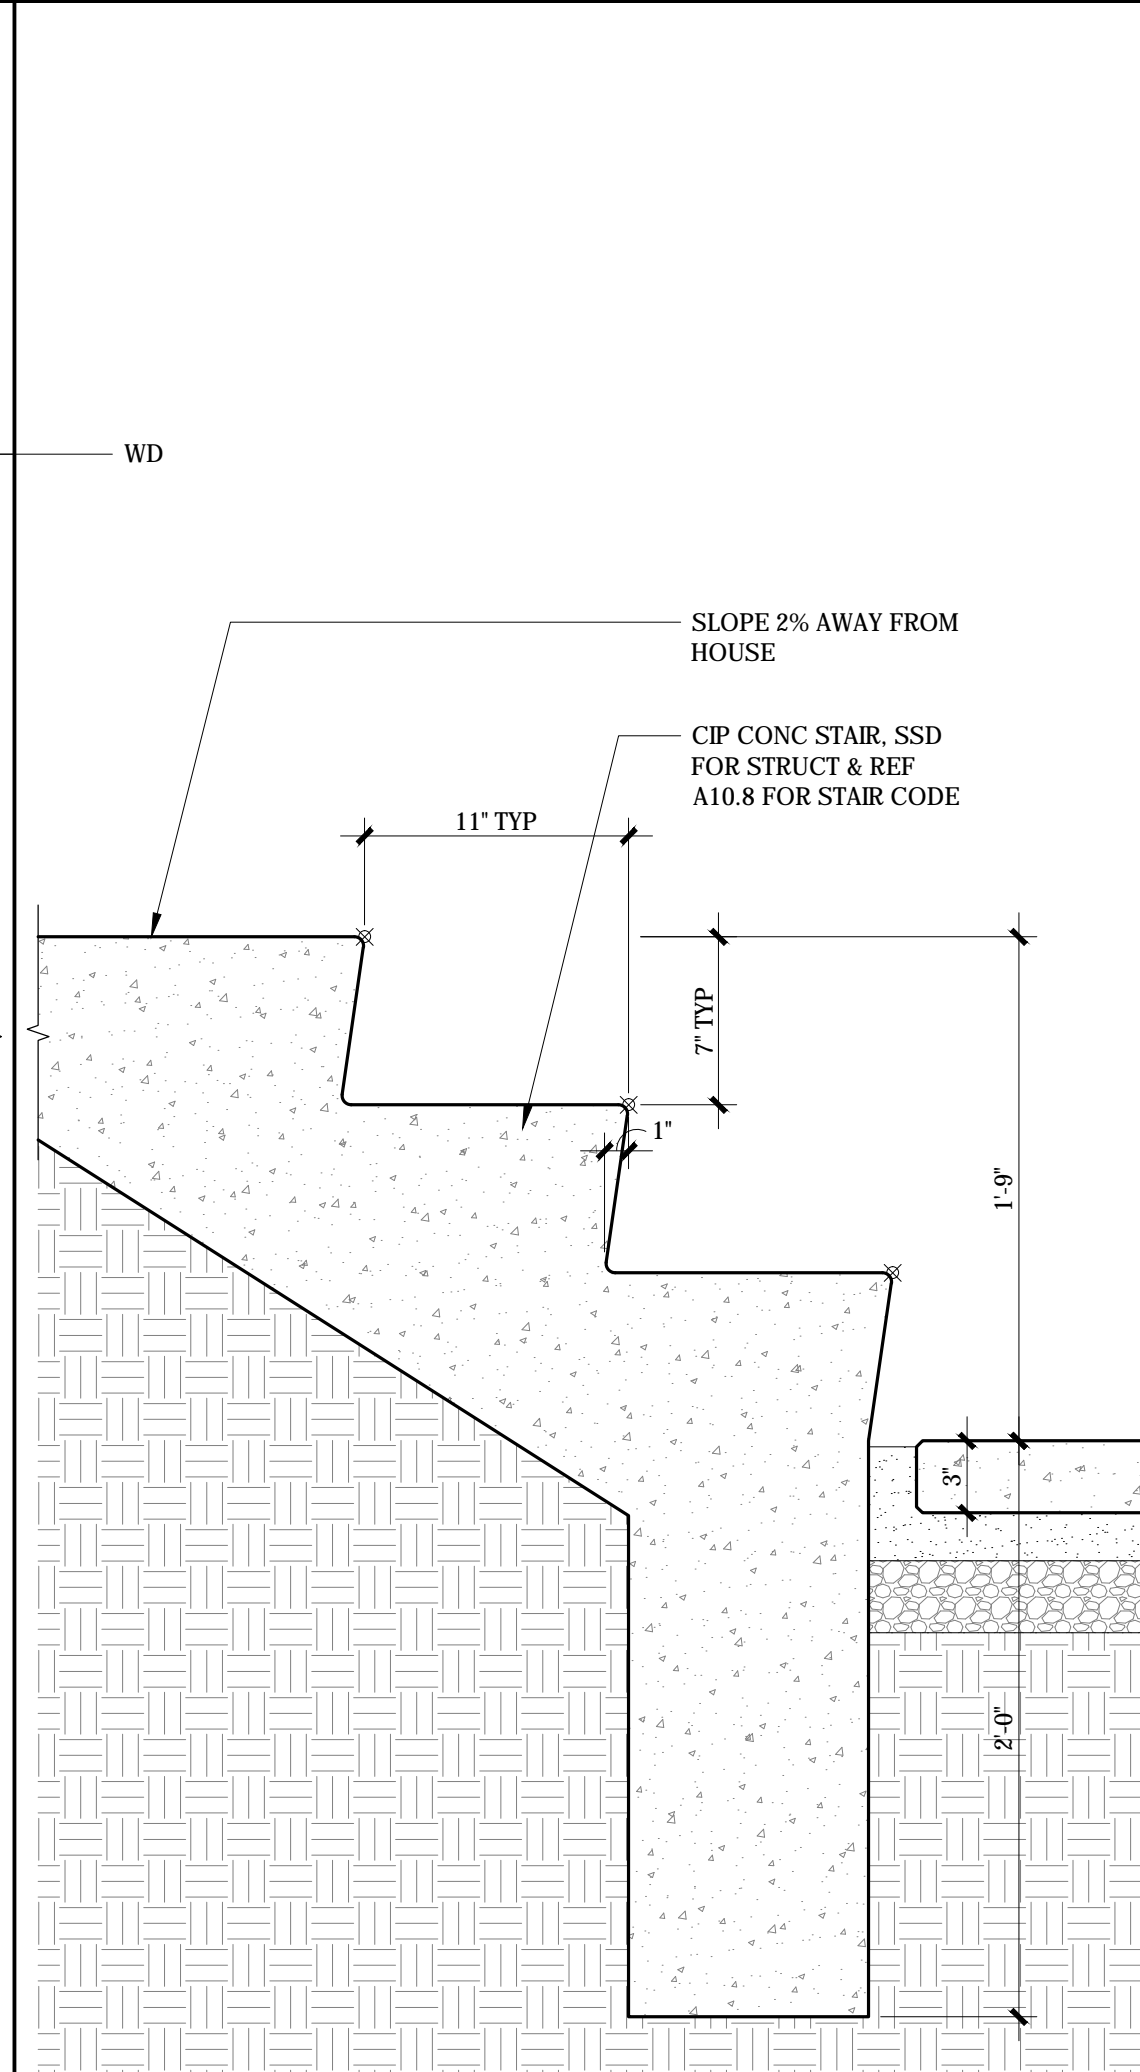 WD
SLOPE 2% AWAY FROM
HOUSE
CIP CONC STAIR, SSD
FOR STRUCT & REF
A10.8 FOR STAIR CODE
11" TYP
7" TYP
1"
1'-9"
3"
2'-0"